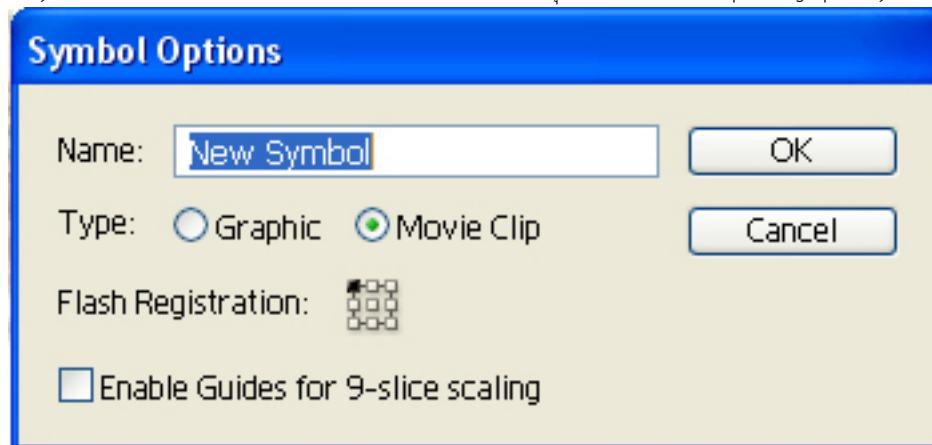 Symbol Options
Name: New Symbol OK
Type: Graphic Movie Clip Cancel
Flash Registration:
Enable Guides for 9-slice scaling